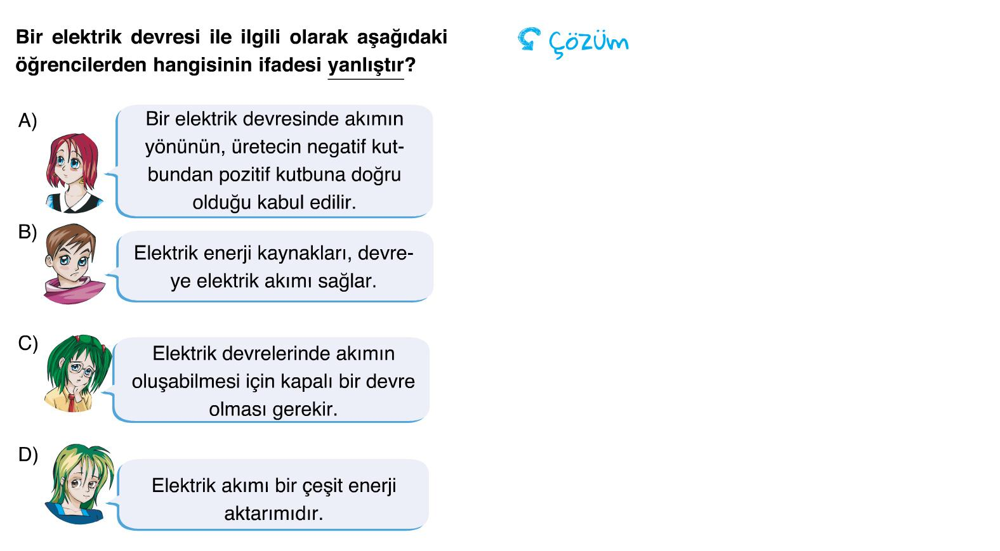 Bir elektrik devresi ile ilgili olarak aşağıdaki
öğrencilerden hangisinin ifadesi yanlıştır?
Çözüm
A)
Bir elektrik devresinde akımın
yönünün, üretecin negatif kut-
bundan pozitif kutbuna doğru
olduğu kabul edilir.
B)
Elektrik enerji kaynakları, devre-
ye elektrik akımı sağlar.
C)
Elektrik devrelerinde akımın
oluşabilmesi için kapalı bir devre
olması gerekir.
D)
Elektrik akımı bir çeşit enerji
aktarımıdır.